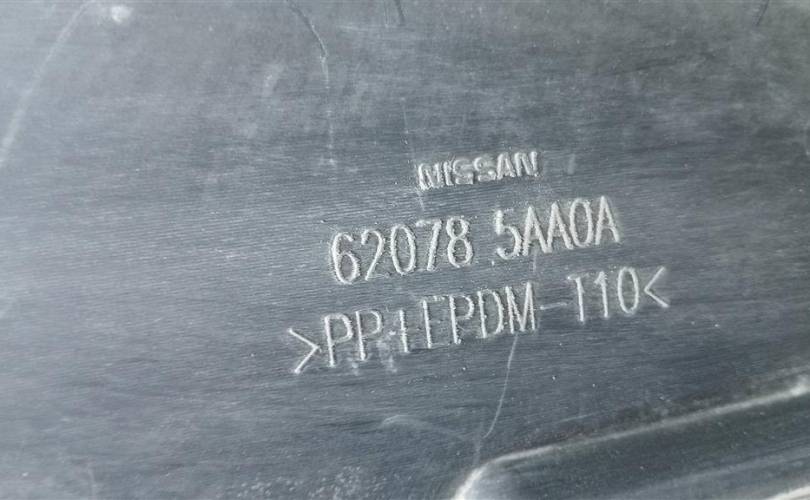 NISSAN
62078 5AA0A
>PP+EPDM-T10<